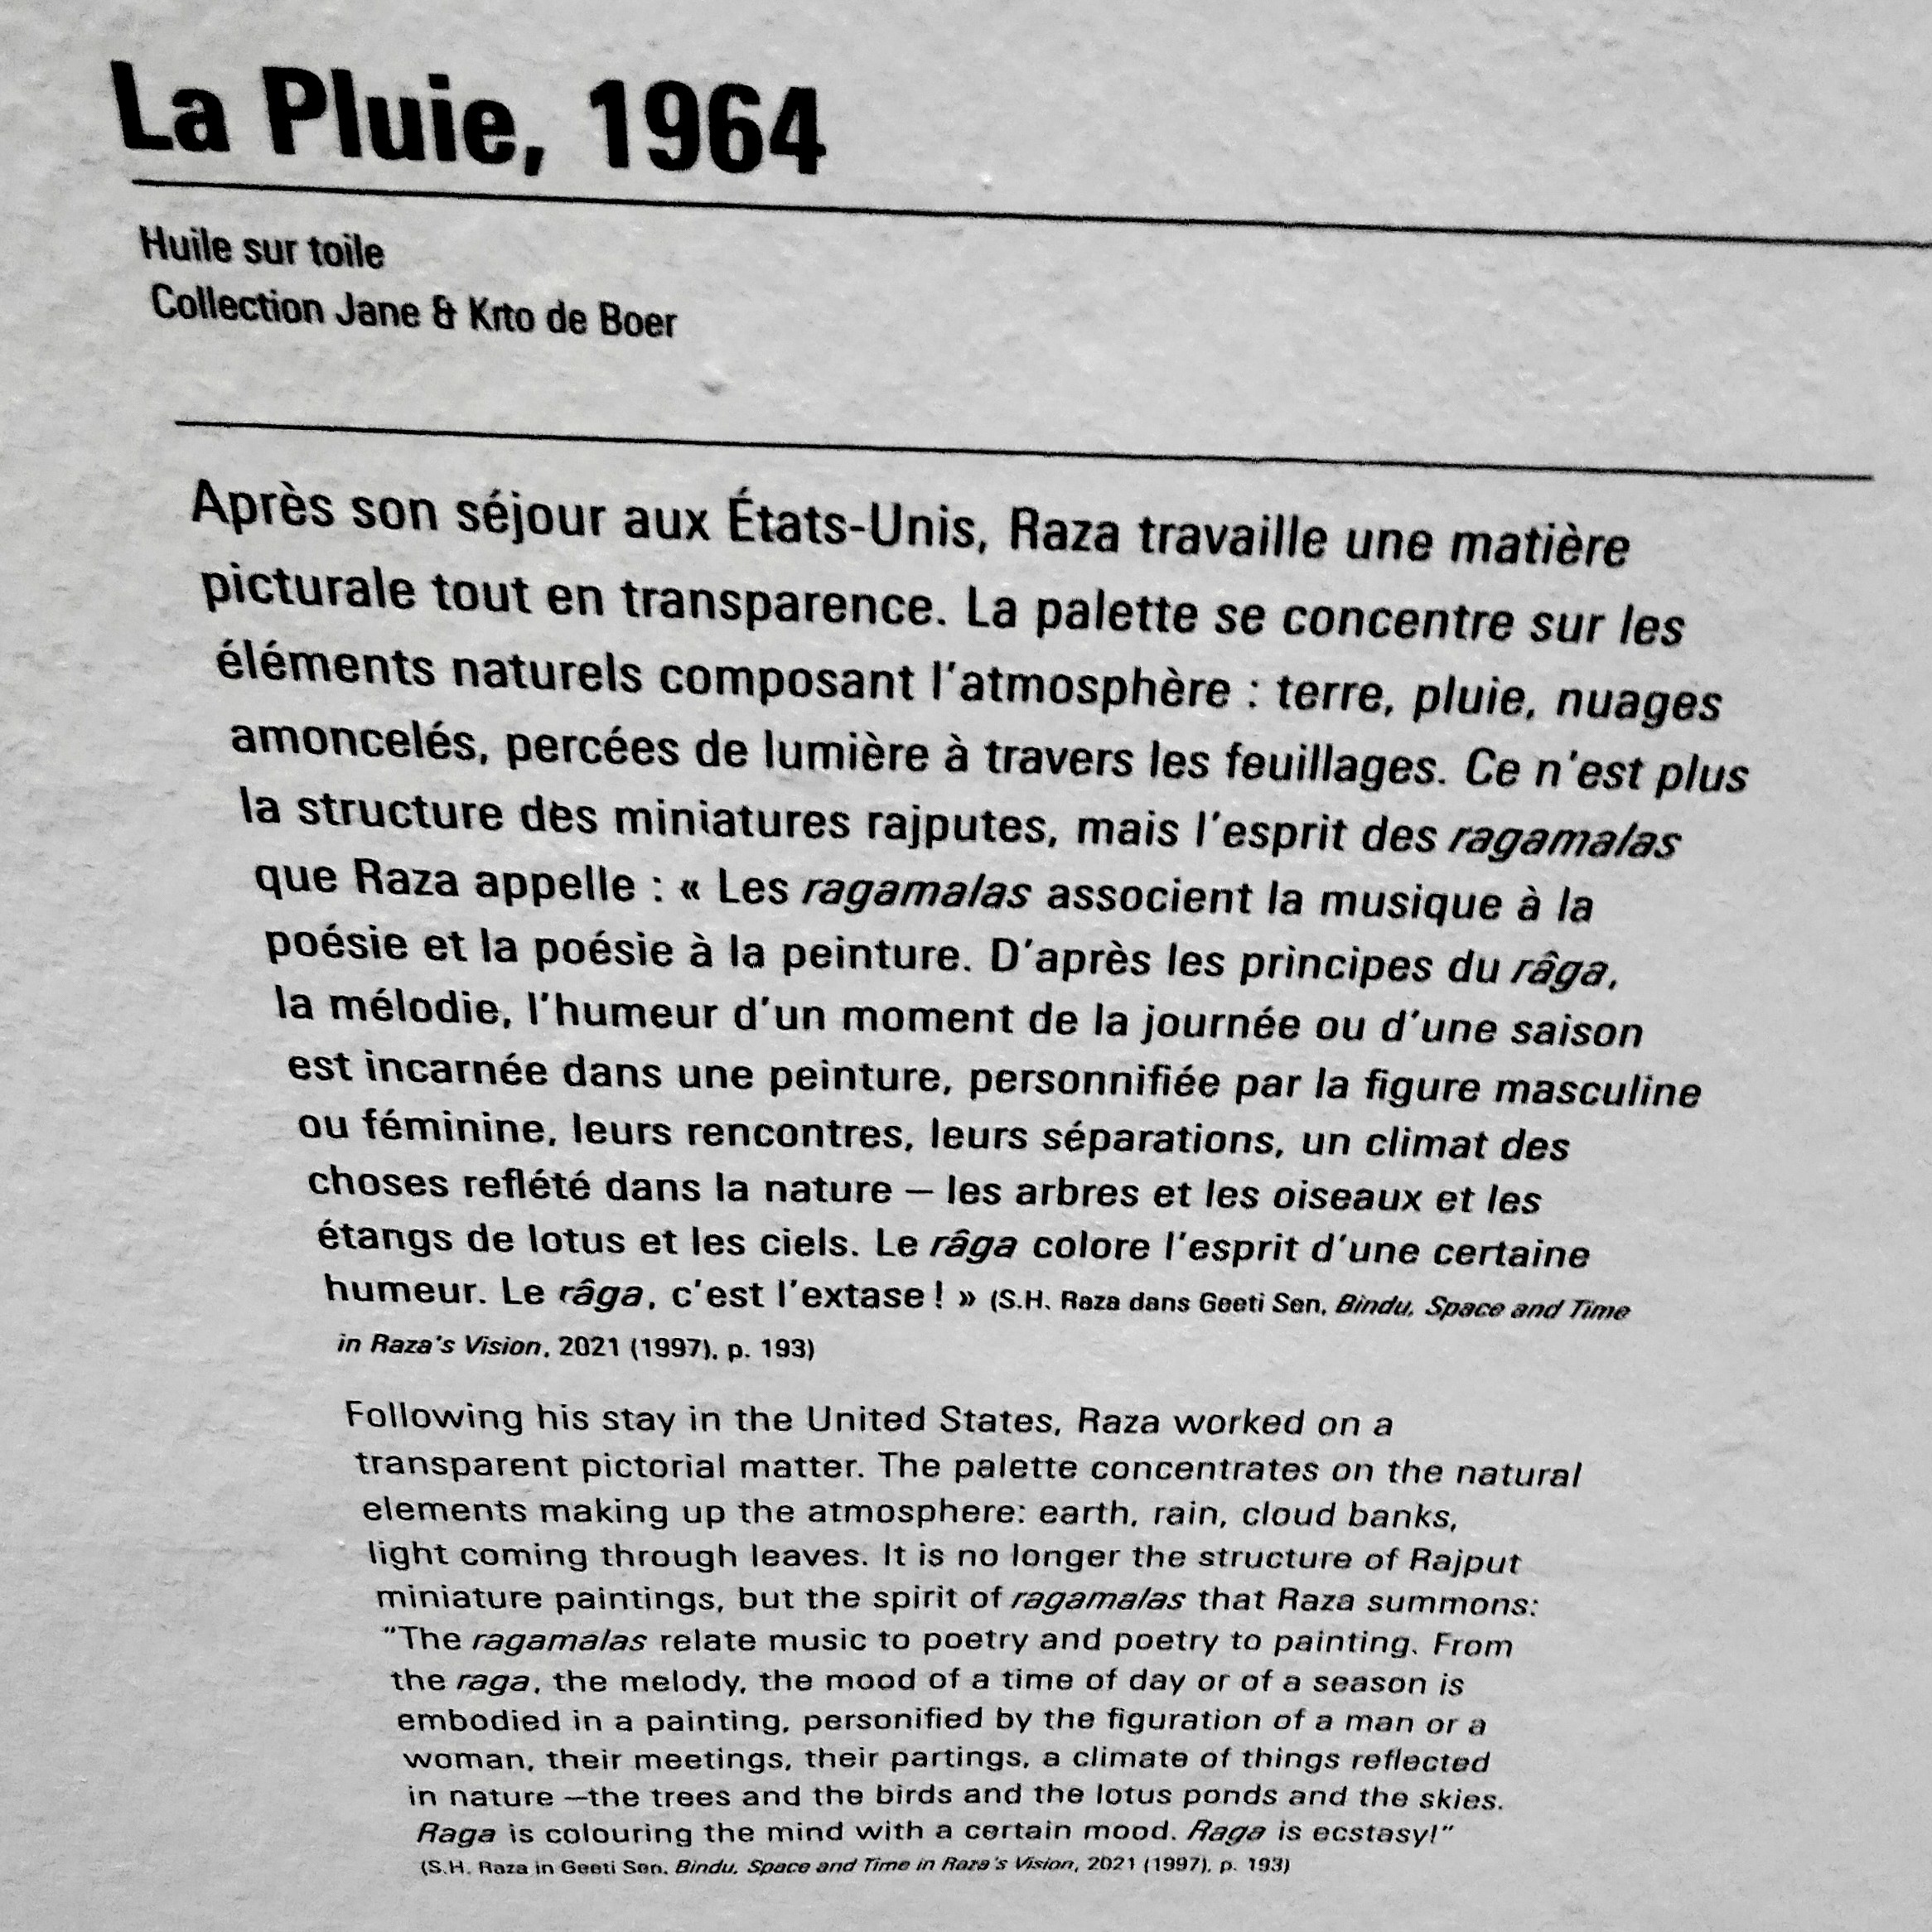 La Pluie, 1964
Huile sur toile
Collection Jane & Krto de Boer
Après son séjour aux États-Unis, Raza travaille une matière
picturale tout en transparence. La palette se concentre sur les
éléments naturels composant l'atmosphère : terre, pluie, nuages
amoncelés, percées de lumière à travers les feuillages. Ce n'est plus
la structure des miniatures rajputes, mais l'esprit des ragamalas
que Raza appelle : « Les ragamalas associent la musique à la
poésie et la poésie à la peinture. D'après les principes du râga,
la mélodie, l'humeur d'un moment de la journée ou d'une saison
est incarnée dans une peinture, personnifiée par la figure masculine
ou féminine, leurs rencontres, leurs séparations, un climat des
choses reflété dans la nature – les arbres et les oiseaux et les
étangs de lotus et les ciels. Le râga colore l'esprit d'une certaine
humeur. Le râga, c'est l'extase ! » (S.H. Raza dans Geeti Sen, Bindu, Space and Time
in Raza's Vision, 2021 (1997), p. 193)
Following his stay in the United States, Raza worked on a
transparent pictorial matter. The palette concentrates on the natural
elements making up the atmosphere: earth, rain, cloud banks,
light coming through leaves. It is no longer the structure of Rajput
miniature paintings, but the spirit of ragamalas that Raza summons:
"The ragamalas relate music to poetry and poetry to painting. From
the raga, the melody, the mood of a time of day or of a season is
embodied in a painting, personified by the figuration of a man or a
woman, their meetings, their partings, a climate of things reflected
in nature –the trees and the birds and the lotus ponds and the skies.
Raga is colouring the mind with a certain mood. Raga is ecstasy!"
(S.H. Raza in Geeti Sen, Bindu, Space and Time in Raza's Vision, 2021 (1997), p. 193)